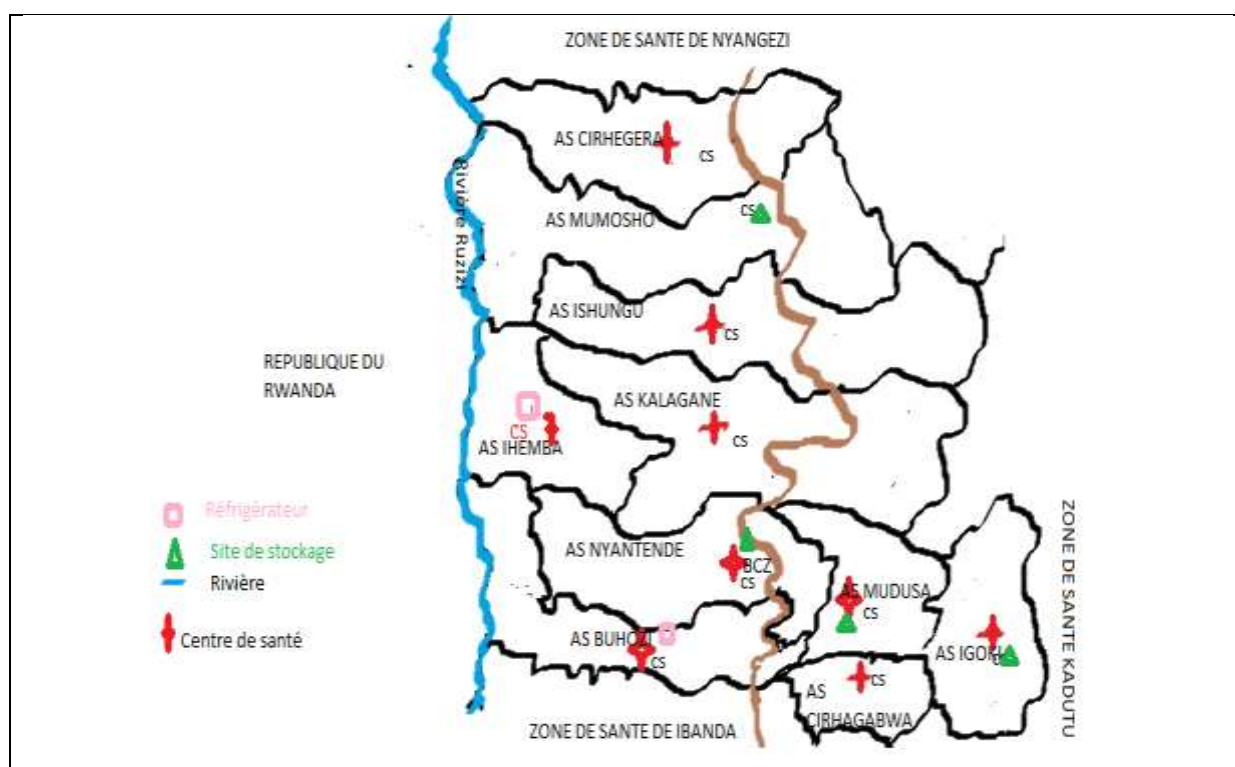 ZONE DE SANTE DE NYANGEZI
AS CIRHEGERA
CS
Rivière Ruzizi
CS
AS MUMOSHO
AS ISHUNGU
CS
REPUBLIQUE DU
RWANDA
AS KALAGANE
CS
CS
AS IHEMBA
Réfrigérateur
Site de stockage
Rivière
Centre de santé
AS NYANTENDE
BCZ
CS
AS MUDUSA
CS
ZONE DE SANTE KADUTU
AS BUHOZI
CS
AS IGOKI
CS
AS
CIRHAGABWA
ZONE DE SANTE DE IBANDA